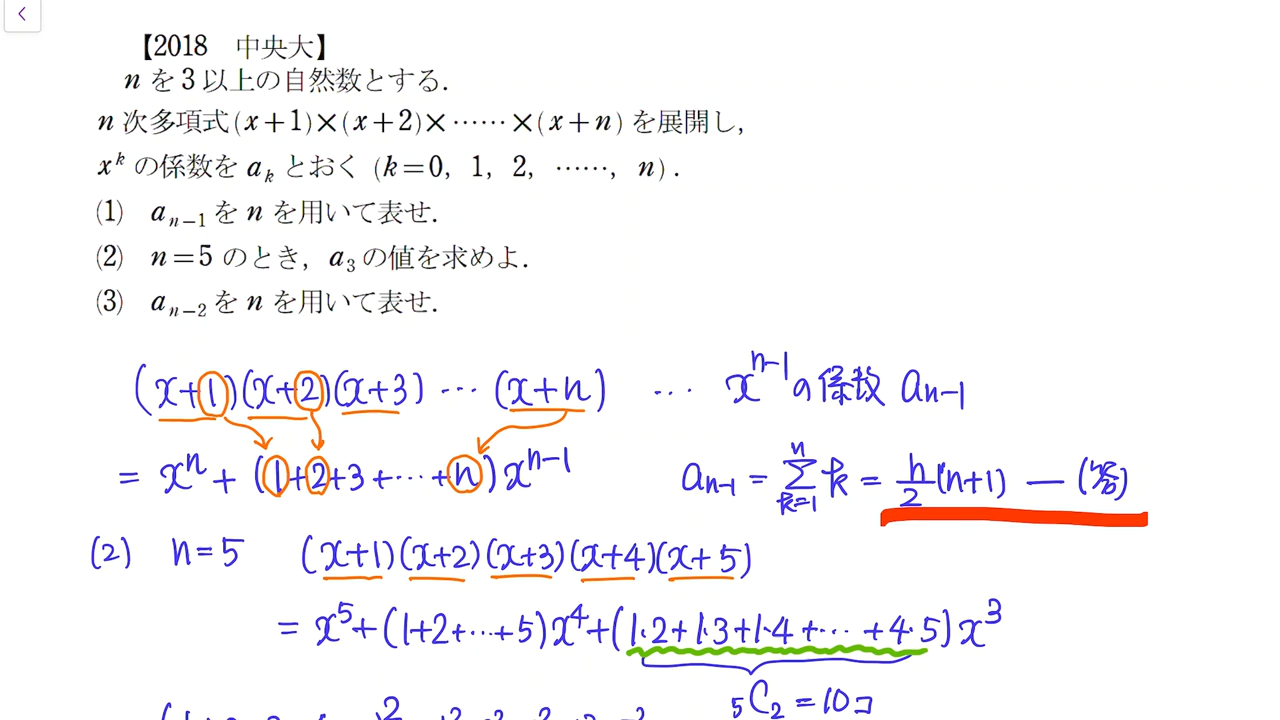 【2018 中央大】
n を 3 以上の自然数とする.
n 次多項式(x+1)×(x+2)×……×(x+n)を展開し,
x^k の係数を a_k とおく (k=0, 1, 2, ……, n).
(1) a_{n-1} を n を用いて表せ.
(2) n=5 のとき, a_3 の値を求めよ.
(3) a_{n-2} を n を用いて表せ.
(x+1)(x+2)(x+3)…(x+n) … x^{n-1} の係数 a_{n-1}
= x^n + (1+2+3+…+n)x^{n-1} a_{n-1} = Σ_{k=1}^{n} k = n/2 (n+1) — (答)
(2) n=5 (x+1)(x+2)(x+3)(x+4)(x+5)
= x^5+(1+2+…+5)x^4+(1·2+1·3+1·4+…+4·5)x^3
_5C_2 = 10コ